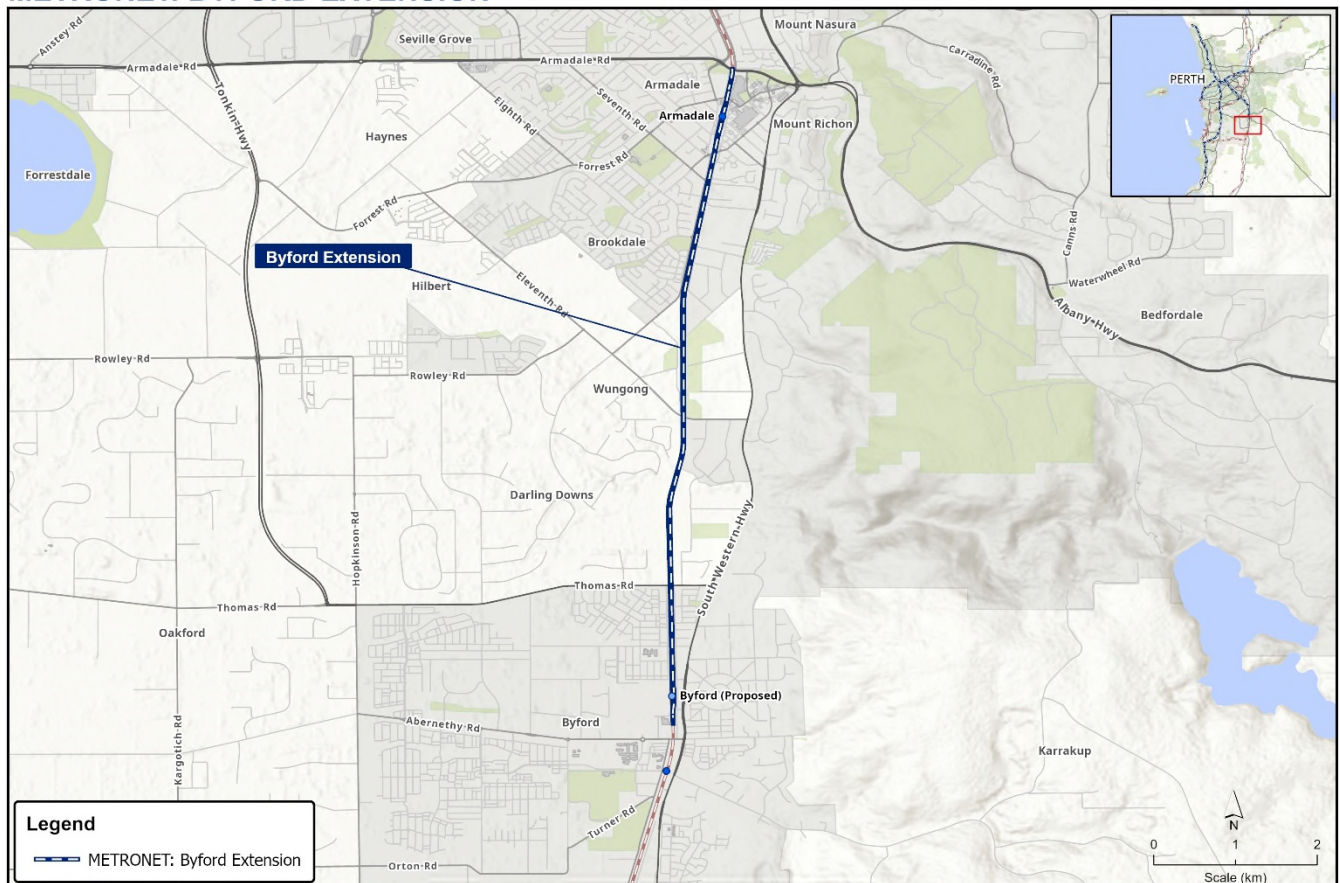 METRONET: BYFORD EXTENSION
Anstey Rd
Seville Grove
Mount Nasura
Carradine Rd
PERTH
Armadale Rd
Armadale Rd
Tonkin Hwy
Armadale
Eighth Rd
Seventh Rd
Armadale
Mount Richon
Haynes
Forrest Rd
Forrestdale
Forrest Rd
Brookdale
Canns Rd
Byford Extension
Hilbert
Eleventh Rd
Waterwheel Rd
Albany Hwy
Bedfordale
Rowley Rd
Rowley Rd
Wungong
Darling Downs
Hopkinson Rd
South Western Hwy
Thomas Rd
Thomas Rd
Oakford
Byford (Proposed)
Abernethy Rd
Byford
Kargotich Rd
Karrakup
Turner Rd
Orton Rd
Legend
METRONET: Byford Extension
N
0 1 2
Scale (km)